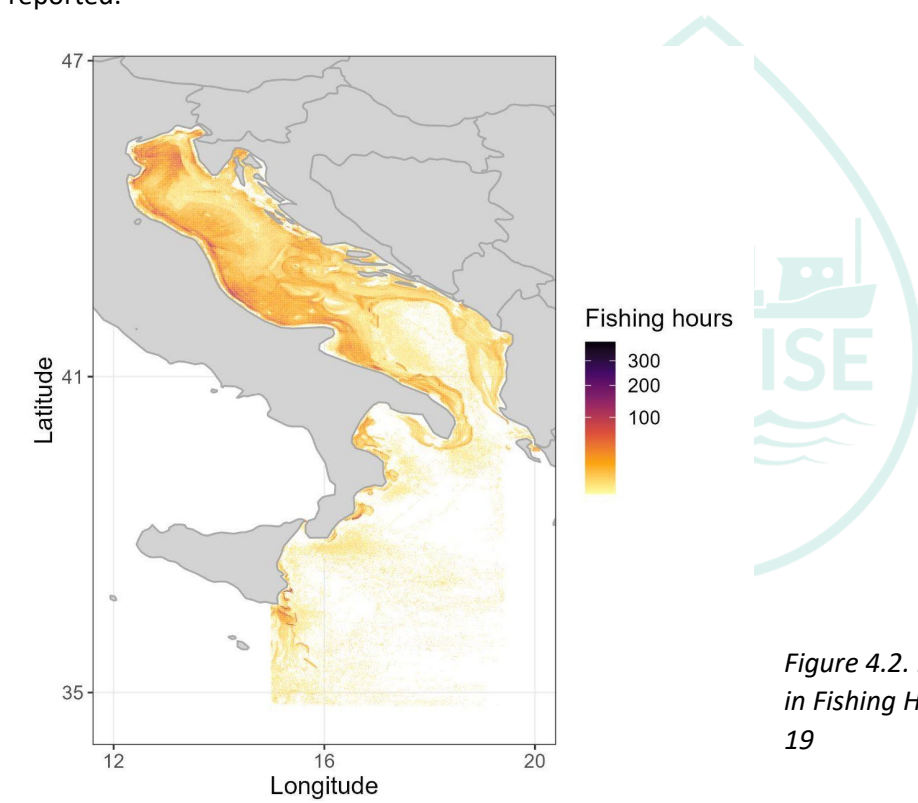 reported.
47
41
35
Latitude
12
16
20
Longitude
Fishing hours
300
200
100
ISE
Figure 4.2.
in Fishing H
19